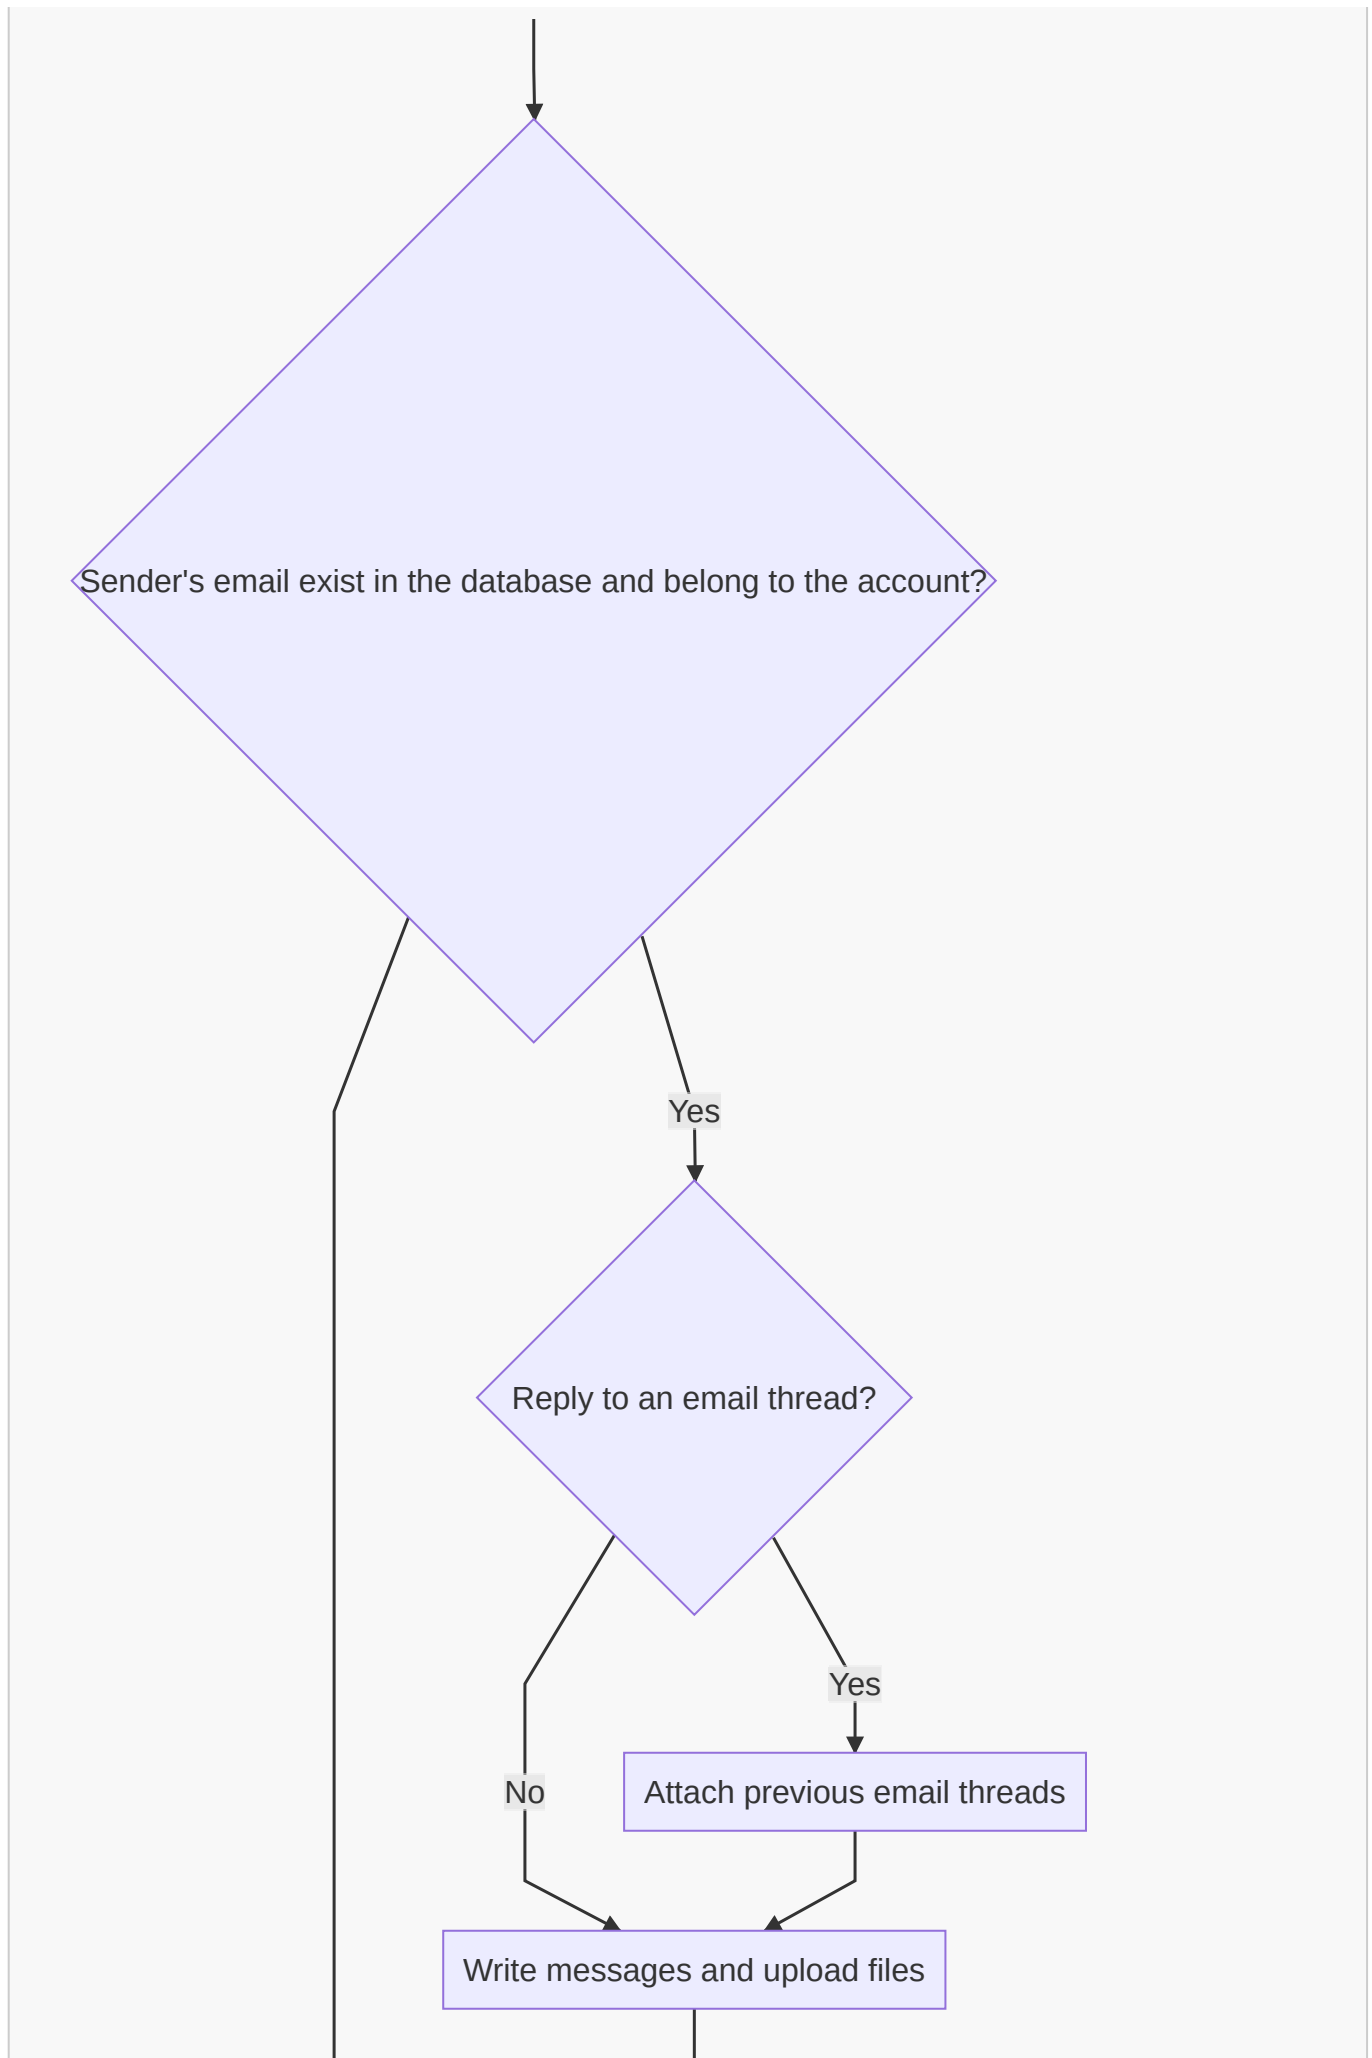 Sender's email exist in the database and belong to the account?
Yes
Reply to an email thread?
Yes
No
Attach previous email threads
Write messages and upload files